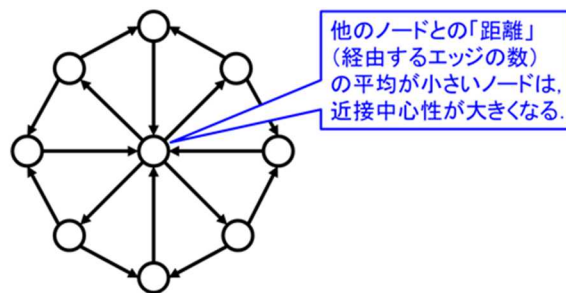 他のノードとの「距離」
（経由するエッジの数）
の平均が小さいノードは，
近接中心性が大きくなる．